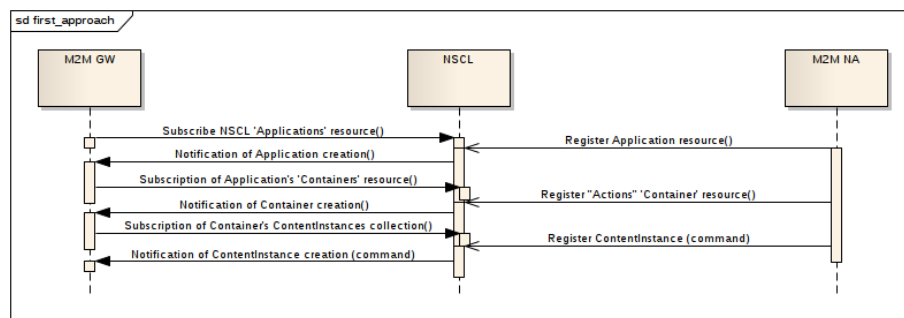 sd first_approach
M2M GW
NSCL
M2M NA
Subscribe NSCL 'Applications' resource()
Register Application resource()
Notification of Application creation()
Subscription of Application's 'Containers' resource()
Register "Actions" 'Container' resource()
Notification of Container creation()
Subscription of Container's ContentInstances collection()
Register ContentInstance (command)
Notification of ContentInstance creation (command)